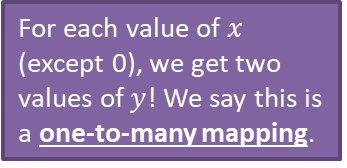 For each value of x
(except 0), we get two
values of y! We say this is
a one-to-many mapping.